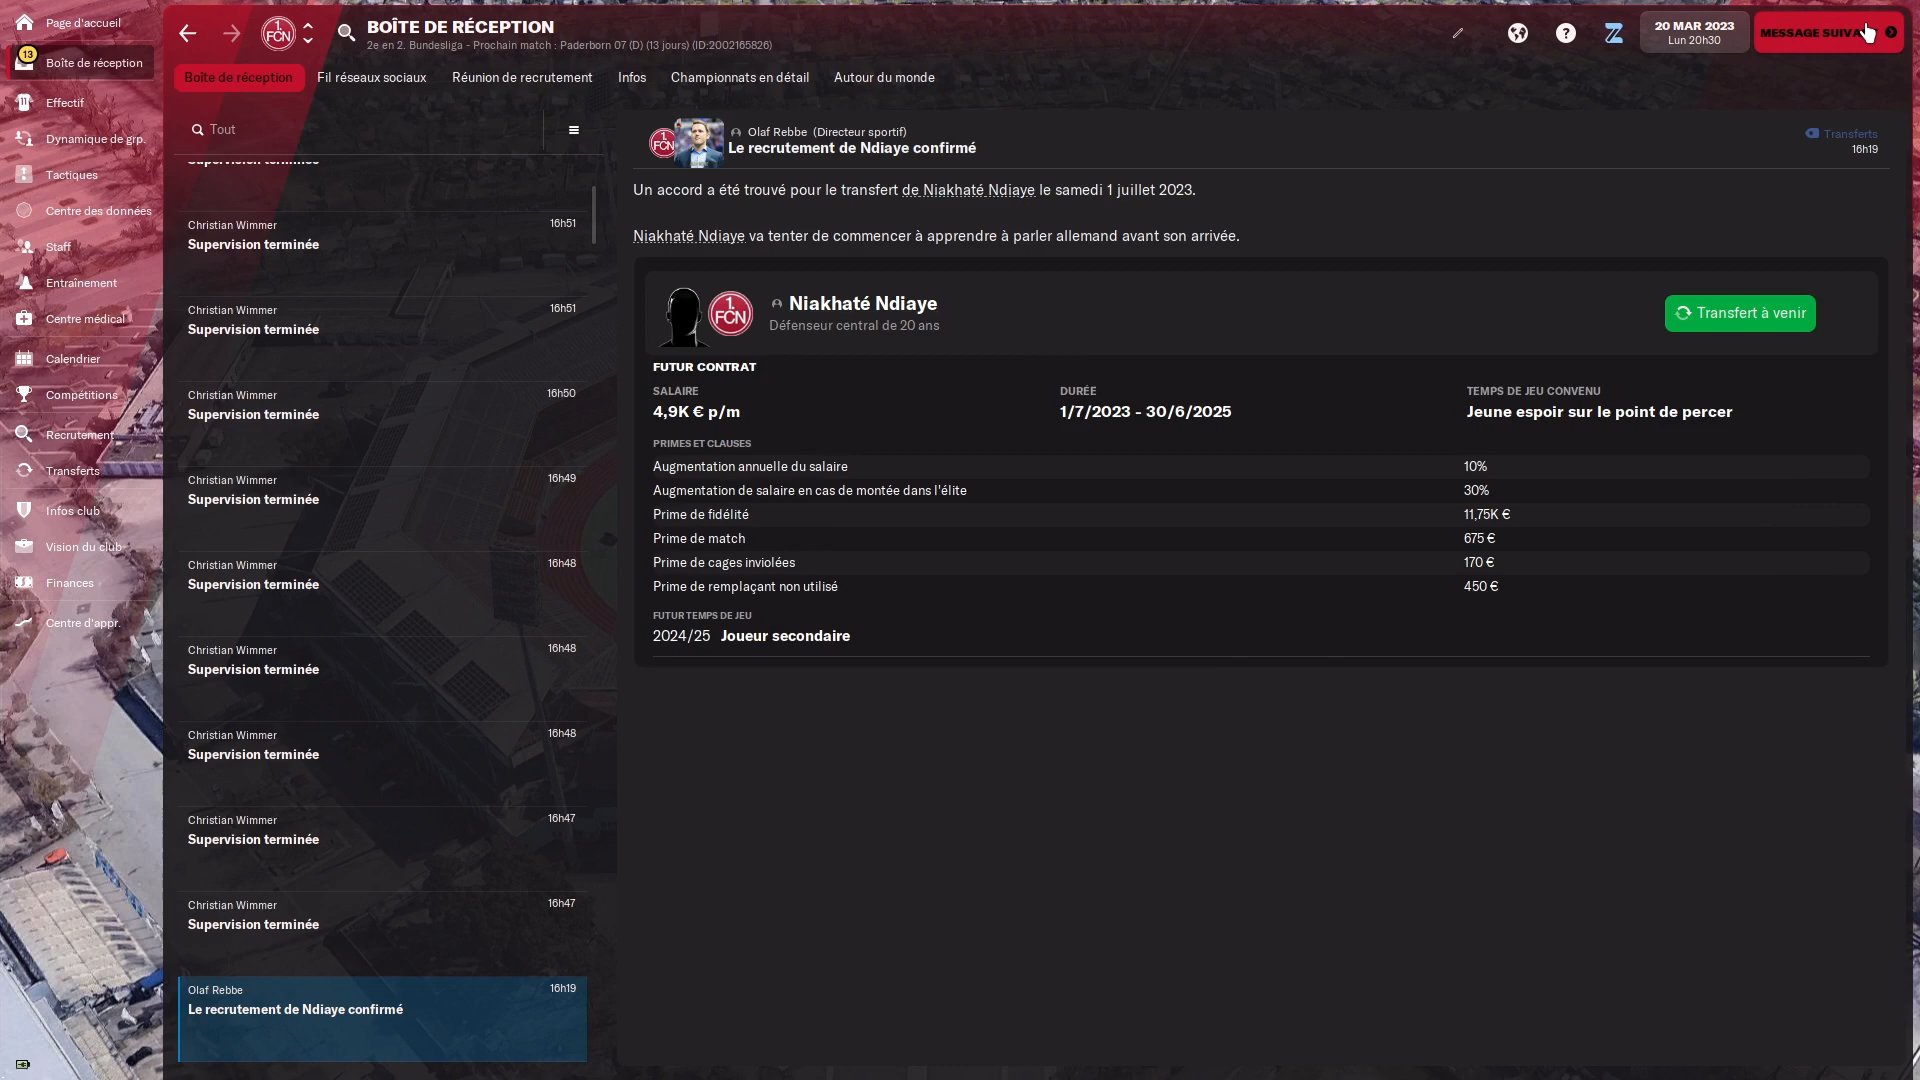 Page d'accueil
13
Boîte de réception
Effectif
Dynamique de grp.
Tactiques
Centre des données
Staff
Entraînement
Centre médical
Calendrier
Compétitions
Recrutement
Transferts
Infos club
Vision du club
Finances
Centre d'appr.
1. FCN
BOÎTE DE RÉCEPTION
2e en 2. Bundesliga - Prochain match : Paderborn 07 (D) (13 jours) (ID:2002165826)
20 MAR 2023
Lun 20h30
MESSAGE
Boîte de réception
Fil réseaux sociaux
Réunion de recrutement
Infos
Championnats en détail
Autour du monde
Tout
Supervision terminée
Christian Wimmer 16h51
Supervision terminée
Christian Wimmer 16h51
Supervision terminée
Christian Wimmer 16h50
Supervision terminée
Christian Wimmer 16h49
Supervision terminée
Christian Wimmer 16h48
Supervision terminée
Christian Wimmer 16h48
Supervision terminée
Christian Wimmer 16h48
Supervision terminée
Christian Wimmer 16h47
Supervision terminée
Christian Wimmer 16h47
Supervision terminée
Olaf Rebbe 16h19
Le recrutement de Ndiaye confirmé
1. FCN
Olaf Rebbe (Directeur sportif)
Le recrutement de Ndiaye confirmé
Transferts
16h19
Un accord a été trouvé pour le transfert de Niakhaté Ndiaye le samedi 1 juillet 2023.
Niakhaté Ndiaye va tenter de commencer à apprendre à parler allemand avant son arrivée.
1. FCN
Niakhaté Ndiaye
Défenseur central de 20 ans
Transfert à venir
FUTUR CONTRAT
SALAIRE DURÉE TEMPS DE JEU CONVENU
4,9K € p/m 1/7/2023 - 30/6/2025 Jeune espoir sur le point de percer
PRIMES ET CLAUSES
Augmentation annuelle du salaire 10%
Augmentation de salaire en cas de montée dans l'élite 30%
Prime de fidélité 11,75K €
Prime de match 675 €
Prime de cages inviolées 170 €
Prime de remplaçant non utilisé 450 €
FUTUR TEMPS DE JEU
2024/25 Joueur secondaire